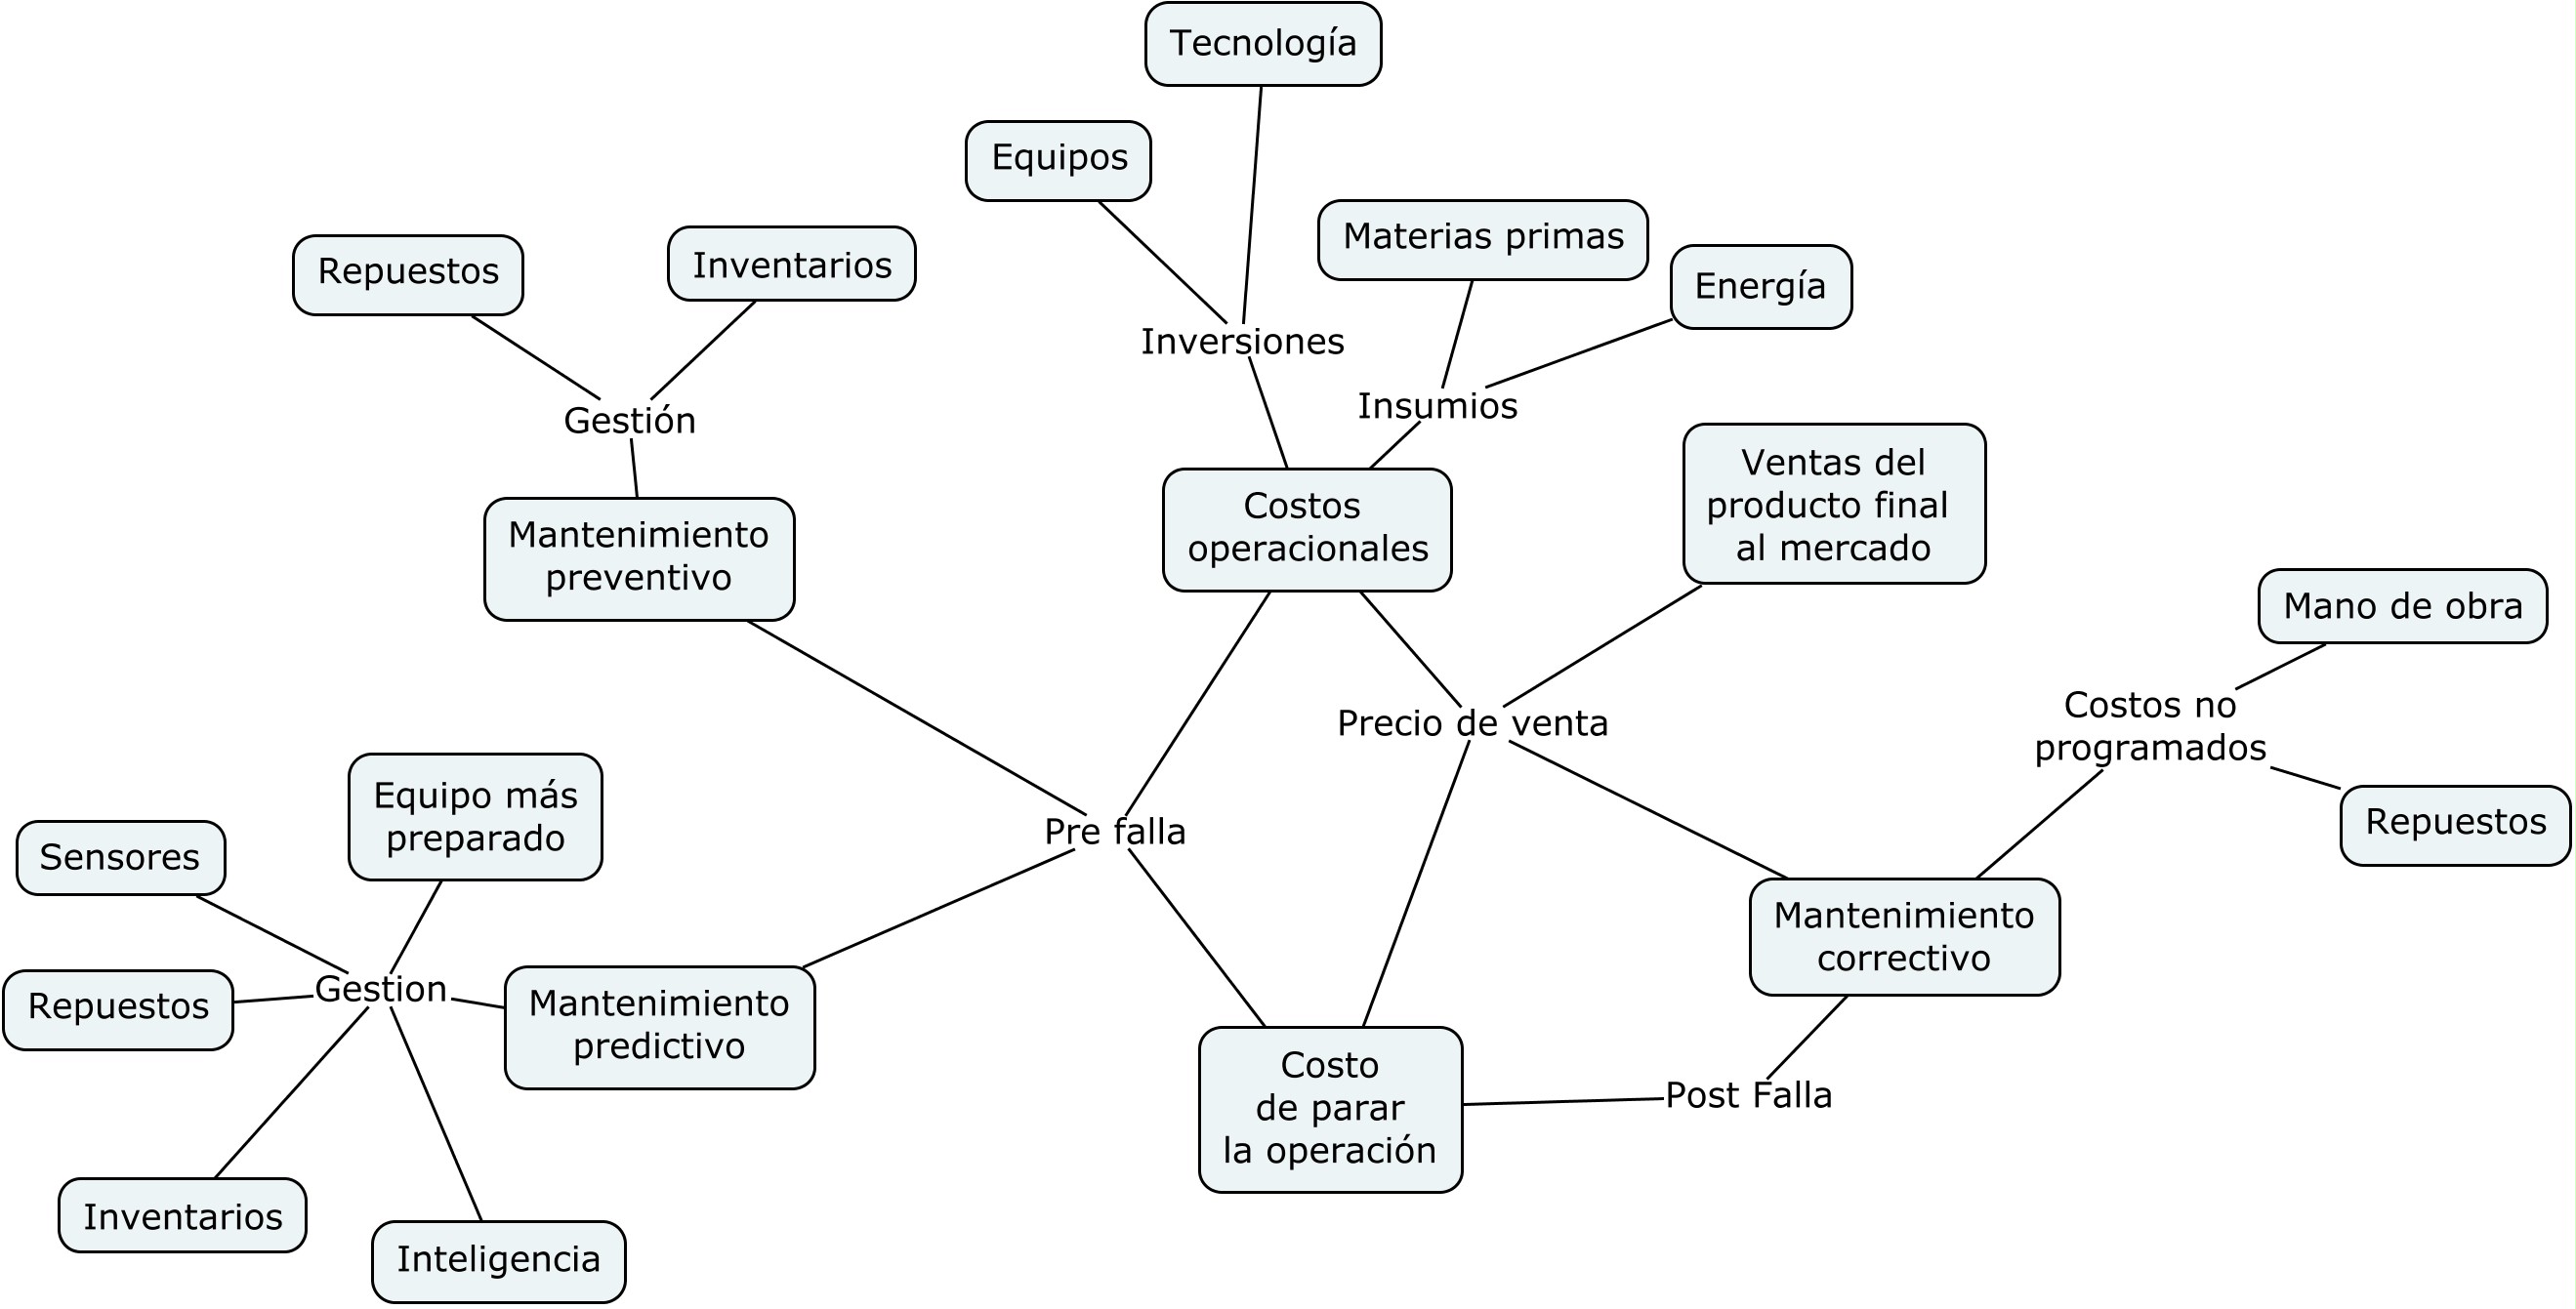 Tecnología
Equipos
Materias primas
Repuestos
Inventarios
Energía
Inversiones
Insumios
Gestión
Ventas del
producto final
al mercado
Costos
operacionales
Mantenimiento
preventivo
Mano de obra
Costos no
programados
Precio de venta
Equipo más
preparado
Repuestos
Pre falla
Sensores
Mantenimiento
correctivo
Gestion
Repuestos
Mantenimiento
predictivo
Costo
de parar
la operación
Post Falla
Inventarios
Inteligencia